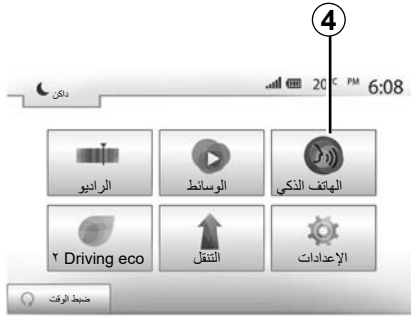 4
داكن
20°C PM 6:08
الراديو
الوسائط
الهاتف الذكي
٢ Driving eco
التنقل
الإعدادات
ضبط الوقت